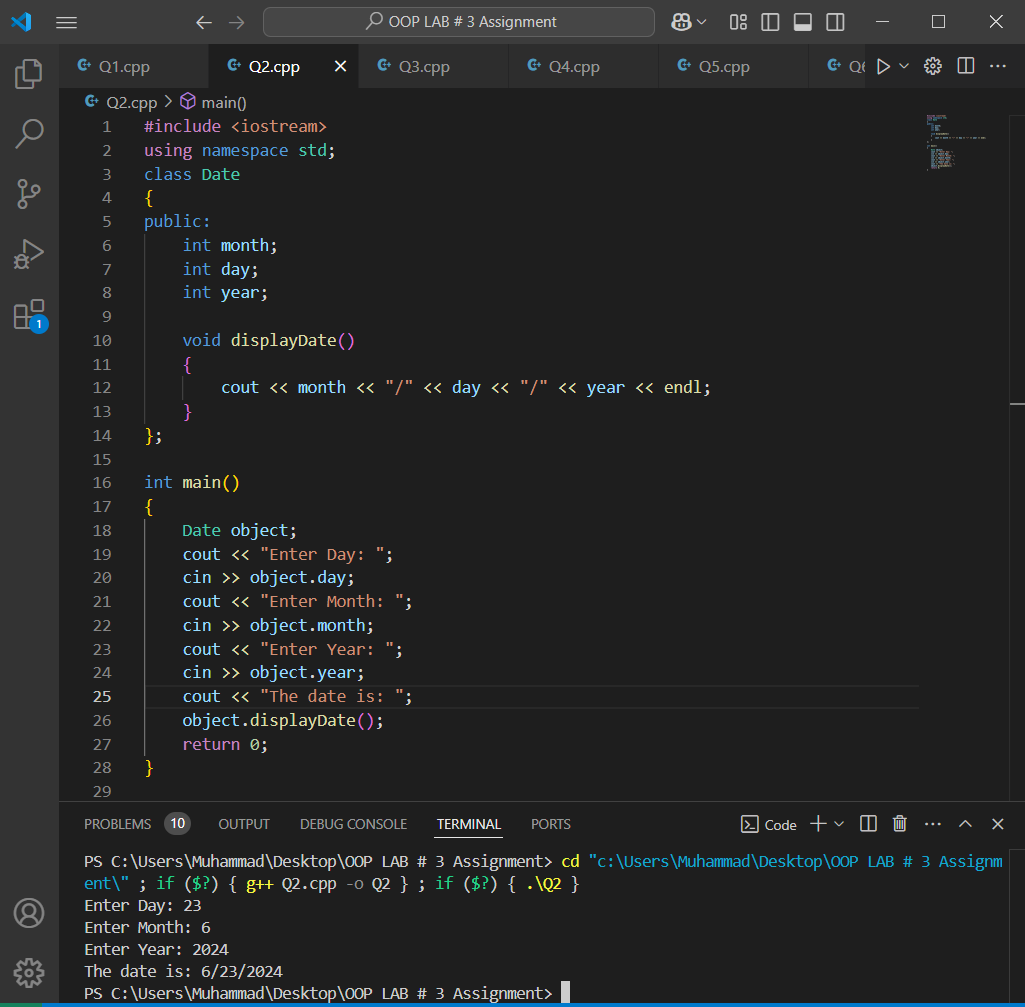 OOP LAB # 3 Assignment
Q1.cpp Q2.cpp Q3.cpp Q4.cpp Q5.cpp Q6
Q2.cpp > main()
1 #include <iostream>
2 using namespace std;
3 class Date
4 {
5 public:
6     int month;
7     int day;
8     int year;
9
10     void displayDate()
11     {
12         cout << month << "/" << day << "/" << year << endl;
13     }
14 };
15
16 int main()
17 {
18     Date object;
19     cout << "Enter Day: ";
20     cin >> object.day;
21     cout << "Enter Month: ";
22     cin >> object.month;
23     cout << "Enter Year: ";
24     cin >> object.year;
25     cout << "The date is: ";
26     object.displayDate();
27     return 0;
28 }
29
1
PROBLEMS 10 OUTPUT DEBUG CONSOLE TERMINAL PORTS Code
PS C:\Users\Muhammad\Desktop\OOP LAB # 3 Assignment> cd "c:\Users\Muhammad\Desktop\OOP LAB # 3 Assignm
ent\" ; if ($?) { g++ Q2.cpp -o Q2 } ; if ($?) { .\Q2 }
Enter Day: 23
Enter Month: 6
Enter Year: 2024
The date is: 6/23/2024
PS C:\Users\Muhammad\Desktop\OOP LAB # 3 Assignment>